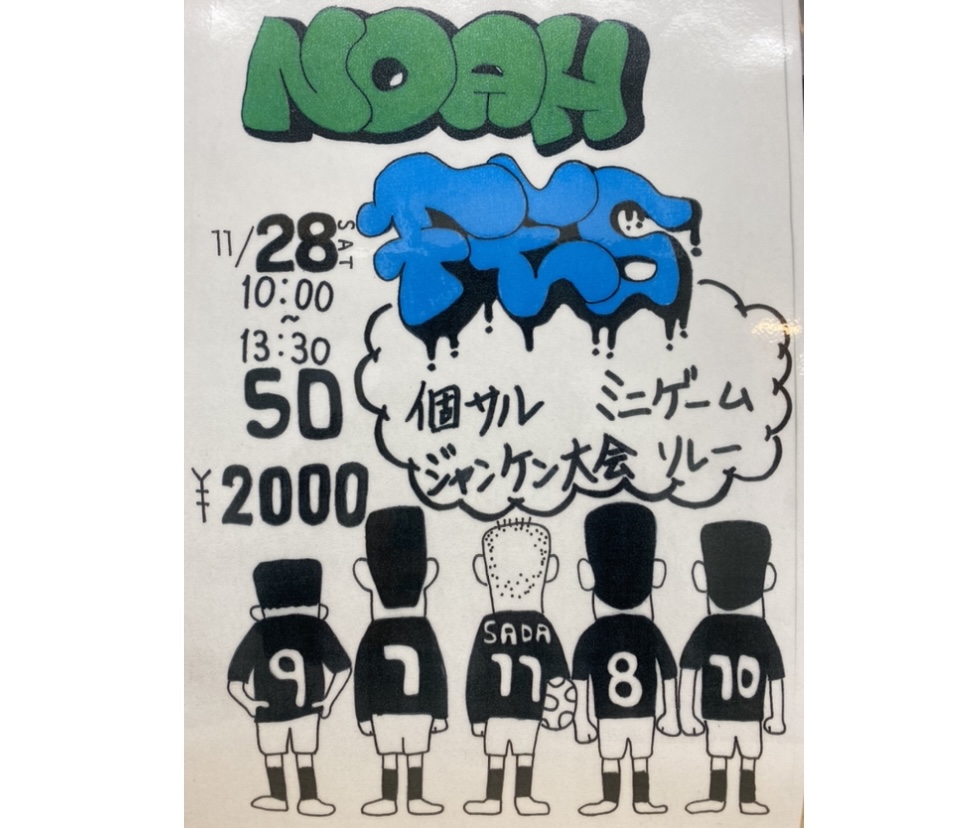 NOAH
FES
11/28 SAT
10:00
~
13:30
SD
¥2000
個サル ミニゲーム
ジャンケン大会 リレー
SADA
9 7 11 8 10